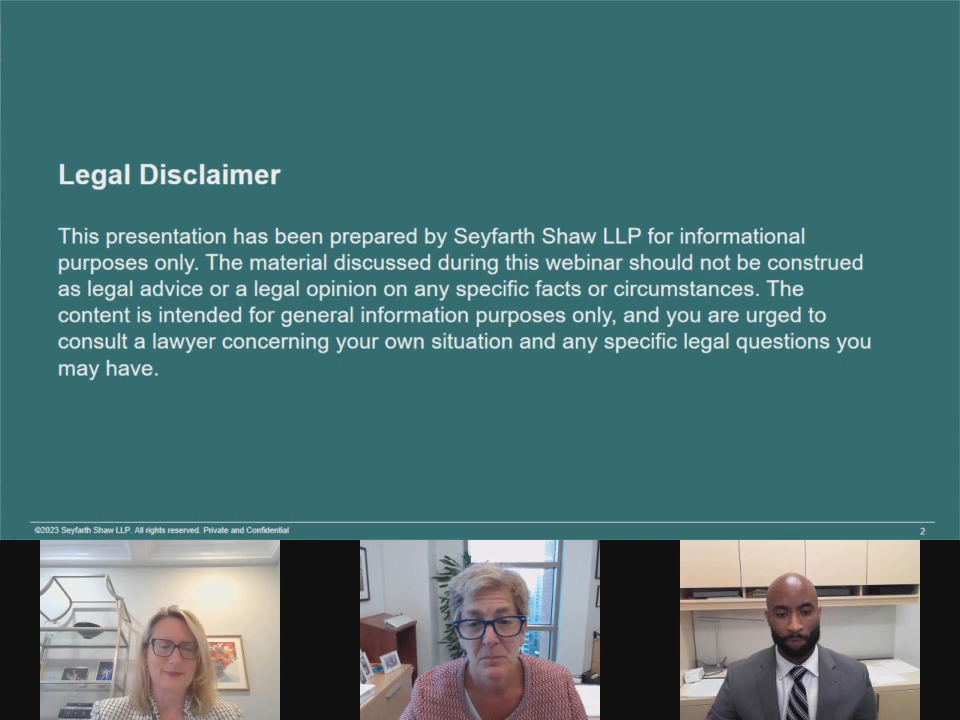 Legal Disclaimer
This presentation has been prepared by Seyfarth Shaw LLP for informational
purposes only. The material discussed during this webinar should not be construed
as legal advice or a legal opinion on any specific facts or circumstances. The
content is intended for general information purposes only, and you are urged to
consult a lawyer concerning your own situation and any specific legal questions you
may have.
©2023 Seyfarth Shaw LLP. All rights reserved. Private and Confidential
2